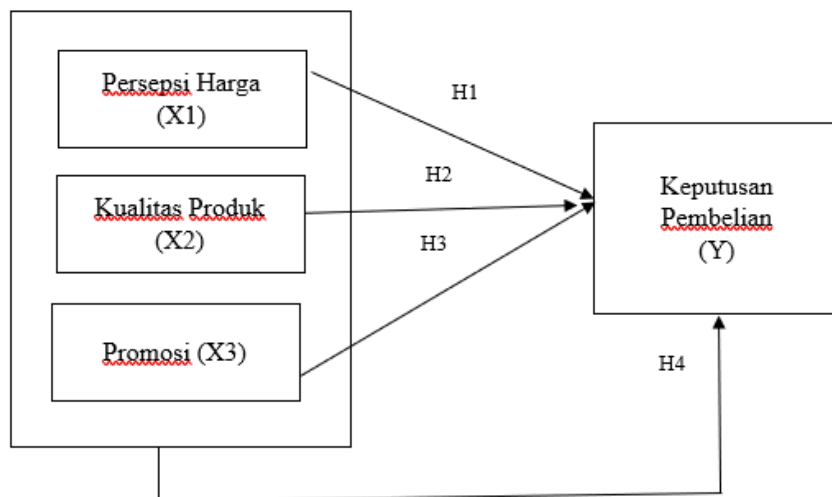 Persepsi Harga
(X1)
H1
Kualitas Produk
(X2)
H2
Promosi (X3)
H3
Keputusan
Pembelian
(Y)
H4